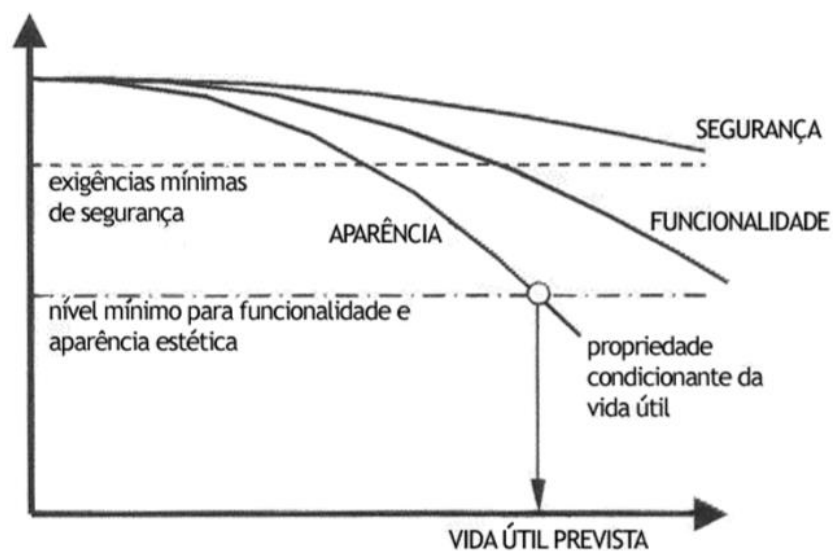 SEGURANÇA
exigências mínimas
de segurança
FUNCIONALIDADE
APARÊNCIA
nível mínimo para funcionalidade e
aparência estética
propriedade
condicionante da
vida útil
VIDA ÚTIL PREVISTA